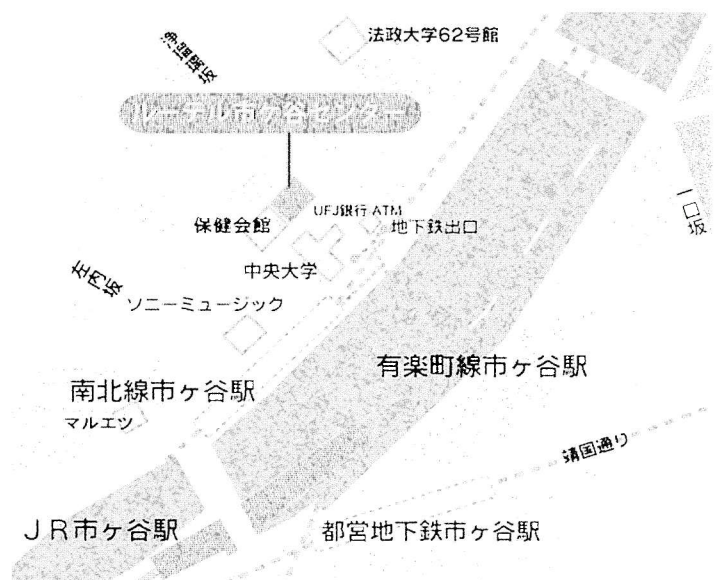 法政大学62号館
浄瑠璃坂
ルーテル市ヶ谷センター
一口坂
UFJ銀行 ATM
保健会館
地下鉄出口
中央大学
左内坂
ソニーミュージック
有楽町線市ヶ谷駅
南北線市ヶ谷駅
マルエツ
靖国通り
JR市ヶ谷駅
都営地下鉄市ヶ谷駅